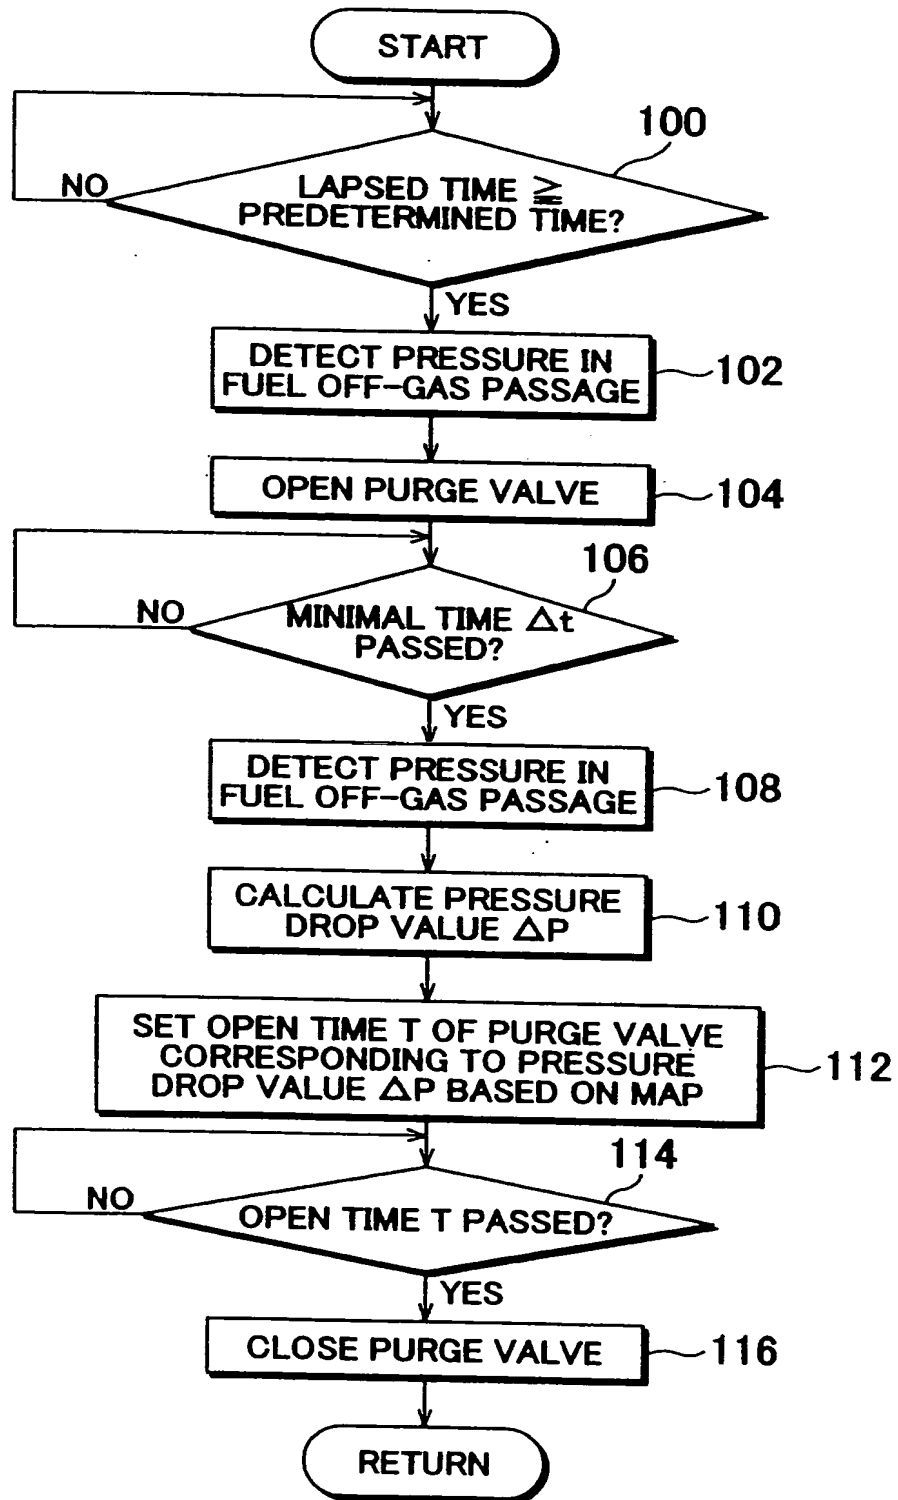 START
100
LAPSED TIME ≧
PREDETERMINED TIME?
NO
YES
DETECT PRESSURE IN
FUEL OFF-GAS PASSAGE
102
OPEN PURGE VALVE
104
106
MINIMAL TIME Δt
PASSED?
NO
YES
DETECT PRESSURE IN
FUEL OFF-GAS PASSAGE
108
CALCULATE PRESSURE
DROP VALUE ΔP
110
SET OPEN TIME T OF PURGE VALVE
CORRESPONDING TO PRESSURE
DROP VALUE ΔP BASED ON MAP
112
114
OPEN TIME T PASSED?
NO
YES
CLOSE PURGE VALVE
116
RETURN